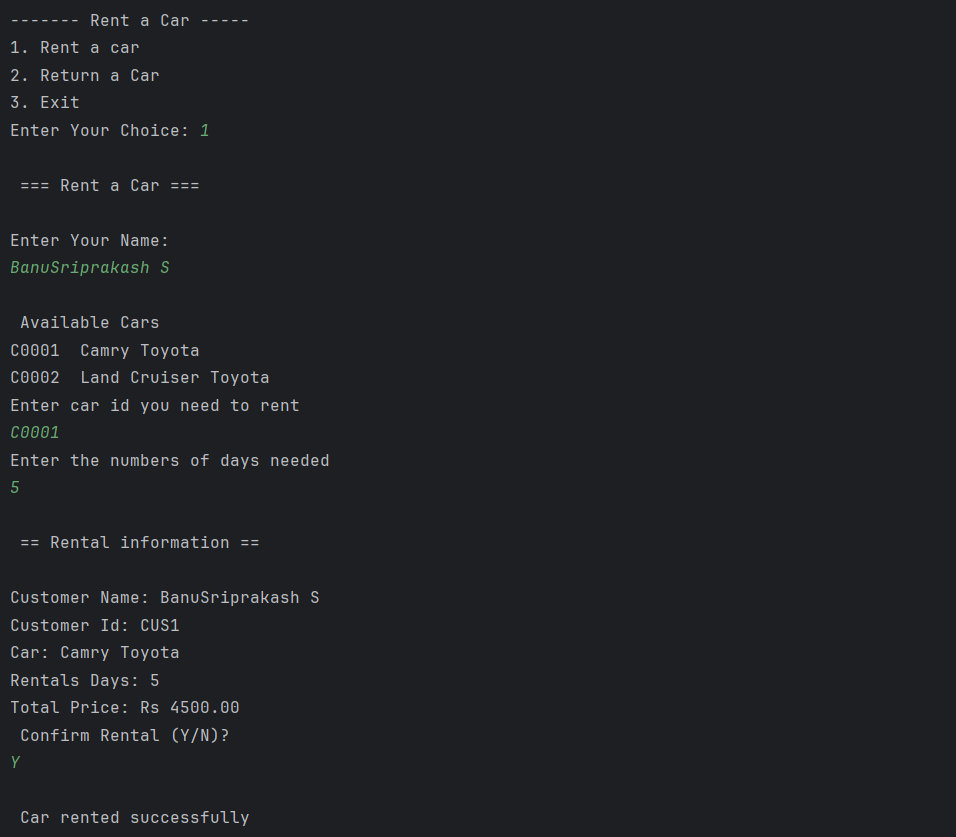 ------- Rent a Car -----
1. Rent a car
2. Return a Car
3. Exit
Enter Your Choice: 1
=== Rent a Car ===
Enter Your Name:
BanuSriprakash S
Available Cars
C0001  Camry Toyota
C0002  Land Cruiser Toyota
Enter car id you need to rent
C0001
Enter the numbers of days needed
5
== Rental information ==
Customer Name: BanuSriprakash S
Customer Id: CUS1
Car: Camry Toyota
Rentals Days: 5
Total Price: Rs 4500.00
Confirm Rental (Y/N)?
Y
Car rented successfully